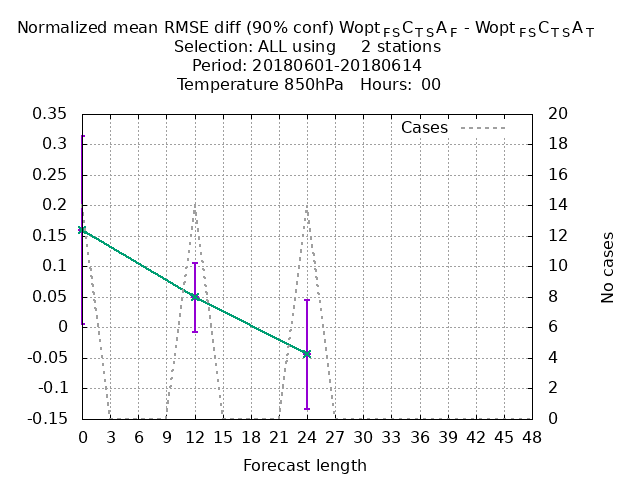 Normalized mean RMSE diff (90% conf) Wopt FS C TS A F - Wopt FS C TS A T
Selection: ALL using 2 stations
Period: 20180601-20180614
Temperature 850hPa Hours: 00
Cases
0.35
0.3
0.25
0.2
0.15
0.1
0.05
0
-0.05
-0.1
-0.15
20
18
16
14
12
10
8
6
4
2
0
No cases
0 3 6 9 12 15 18 21 24 27 30 33 36 39 42 45 48
Forecast length